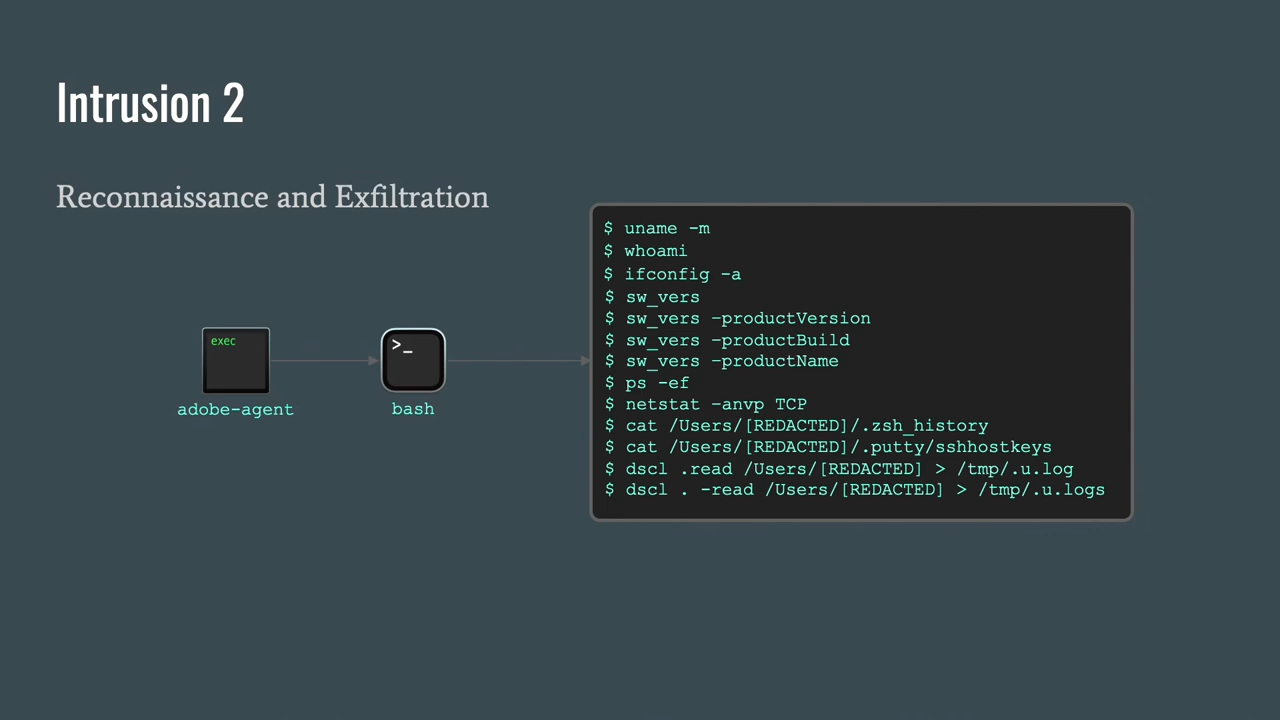 Intrusion 2
Reconnaissance and Exfiltration
exec
adobe-agent
>_
bash
$ uname -m
$ whoami
$ ifconfig -a
$ sw_vers
$ sw_vers –productVersion
$ sw_vers –productBuild
$ sw_vers –productName
$ ps -ef
$ netstat –anvp TCP
$ cat /Users/[REDACTED]/.zsh_history
$ cat /Users/[REDACTED]/.putty/sshhostkeys
$ dscl .read /Users/[REDACTED] > /tmp/.u.log
$ dscl . -read /Users/[REDACTED] > /tmp/.u.logs